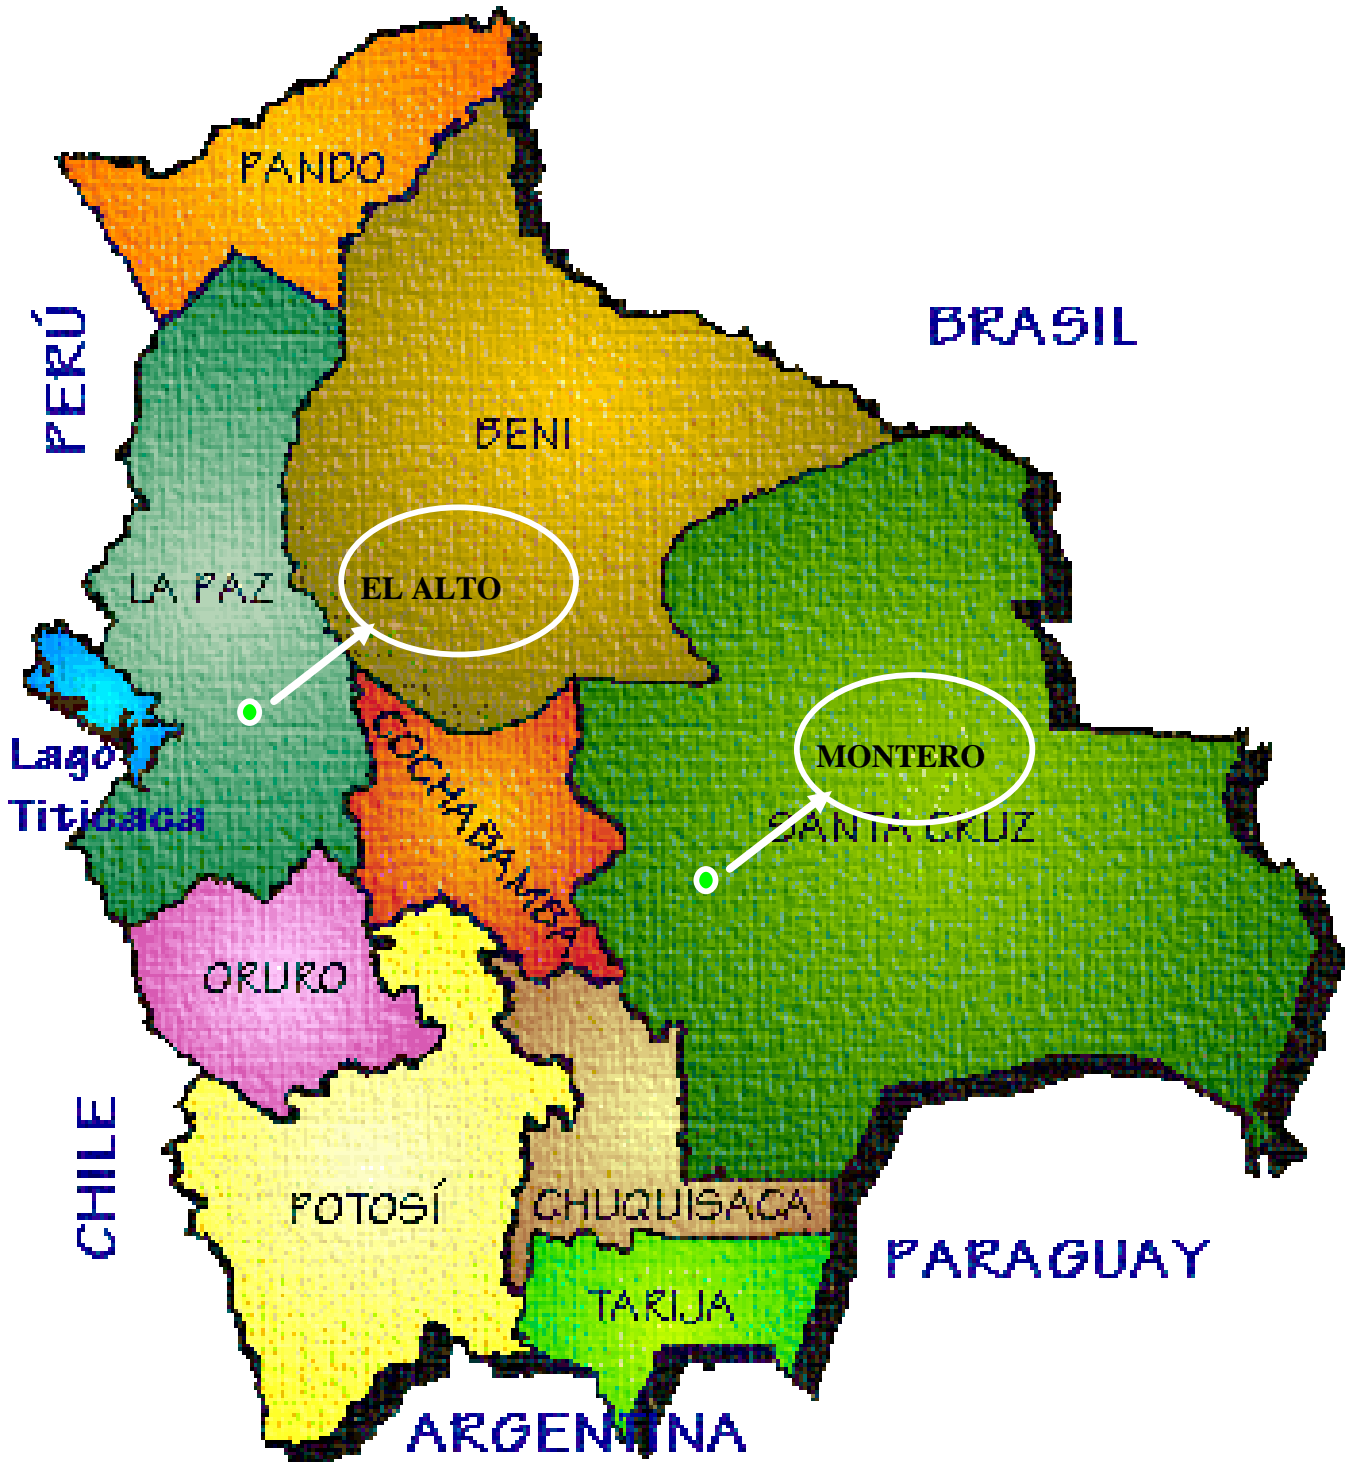 PANDO
BRASIL
PERÚ
BENI
LA PAZ
EL ALTO
Lago
Titicaca
COCHABAMBA
MONTERO
SANTA CRUZ
ORURO
CHILE
POTOSÍ
CHUQUISACA
PARAGUAY
TARIJA
ARGENTINA